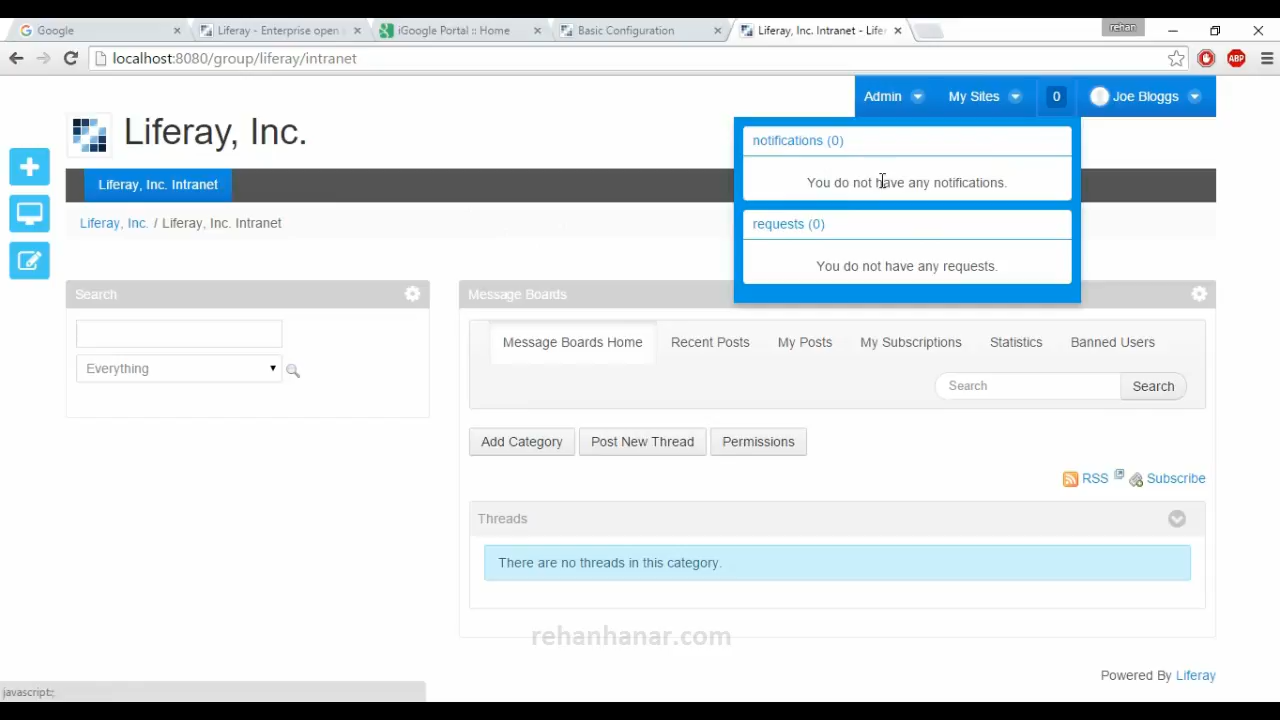 Google
Liferay - Enterprise open
iGoogle Portal :: Home
Basic Configuration
Liferay, Inc. Intranet - Life
rehan
localhost:8080/group/liferay/intranet
ABP
Admin
My Sites
0
Joe Bloggs
Liferay, Inc.
notifications (0)
You do not have any notifications.
Liferay, Inc. Intranet
requests (0)
Liferay, Inc. / Liferay, Inc. Intranet
You do not have any requests.
Search
Everything
Message Boards
Message Boards Home
Recent Posts
My Posts
My Subscriptions
Statistics
Banned Users
Search
Search
Add Category
Post New Thread
Permissions
RSS
Subscribe
Threads
There are no threads in this category.
rehanhanar.com
Powered By Liferay
javascript:;